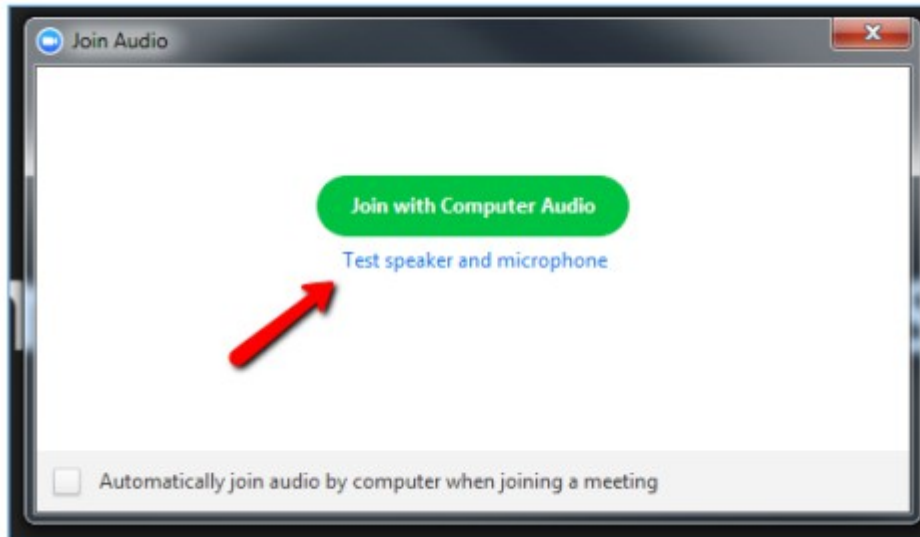 Join Audio
Join with Computer Audio
Test speaker and microphone
Automatically join audio by computer when joining a meeting